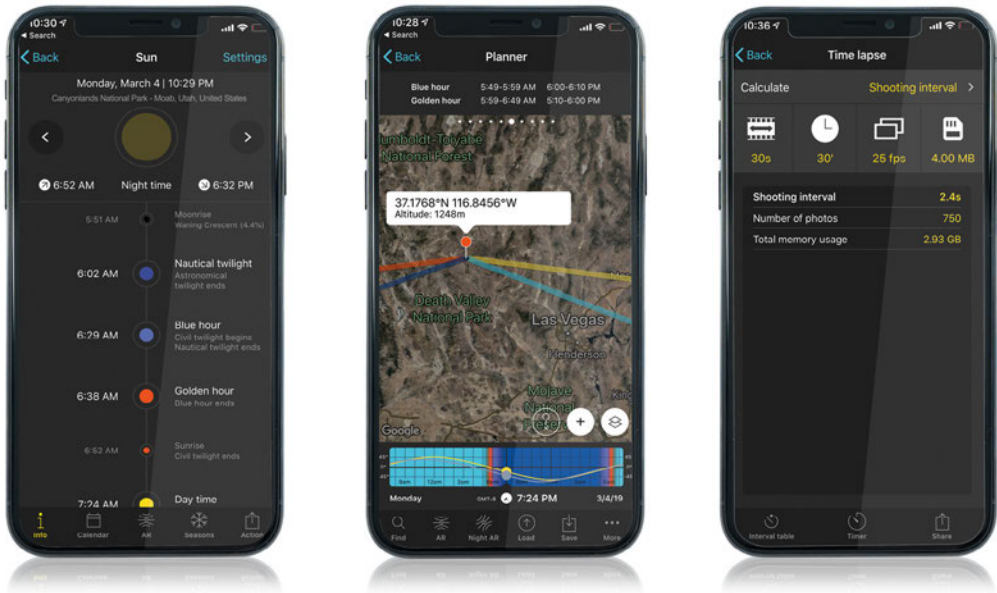 10:30
◀ Search
Back
Sun
Settings
Monday, March 4 | 10:29 PM
Canyonlands National Park - Moab, Utah, United States
6:52 AM
Night time
6:32 PM
5:51 AM
Moonrise
Waning Crescent (4.4%)
6:02 AM
Nautical twilight
Astronomical
twilight ends
6:29 AM
Blue hour
Civil twilight begins
Nautical twilight ends
6:38 AM
Golden hour
Blue hour ends
6:52 AM
Sunrise
Civil twilight ends
7:24 AM
Day time
Info
Calendar
AR
Seasons
Action
10:28
◀ Search
Back
Planner
Blue hour 5:49-5:59 AM 6:00-6:10 PM
Golden hour 5:59-6:49 AM 5:10-6:00 PM
umboldt-Toiyabe
National Forest
37.1768°N 116.8456°W
Altitude: 1248m
Death Valley
National Park
Las Vegas
Henderson
Mojave
National
Preserve
King
Google
9am 12pm 3pm
Monday
GMT-8
7:24 PM
3/4/19
Find
AR
Night AR
Load
Save
More
10:36
Back
Time lapse
Calculate
Shooting interval
30s
30'
25 fps
4.00 MB
Shooting interval 2.4s
Number of photos 750
Total memory usage 2.93 GB
Interval table
Timer
Share